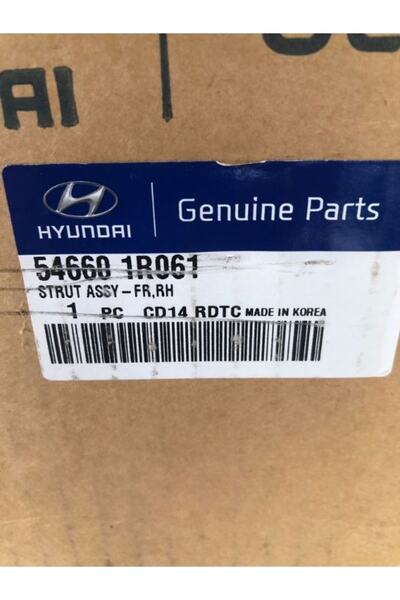 AI
HYUNDAI
Genuine Parts
54660 1R061
STRUT ASSY-FR,RH
1 PC CD14 RDTC MADE IN KOREA